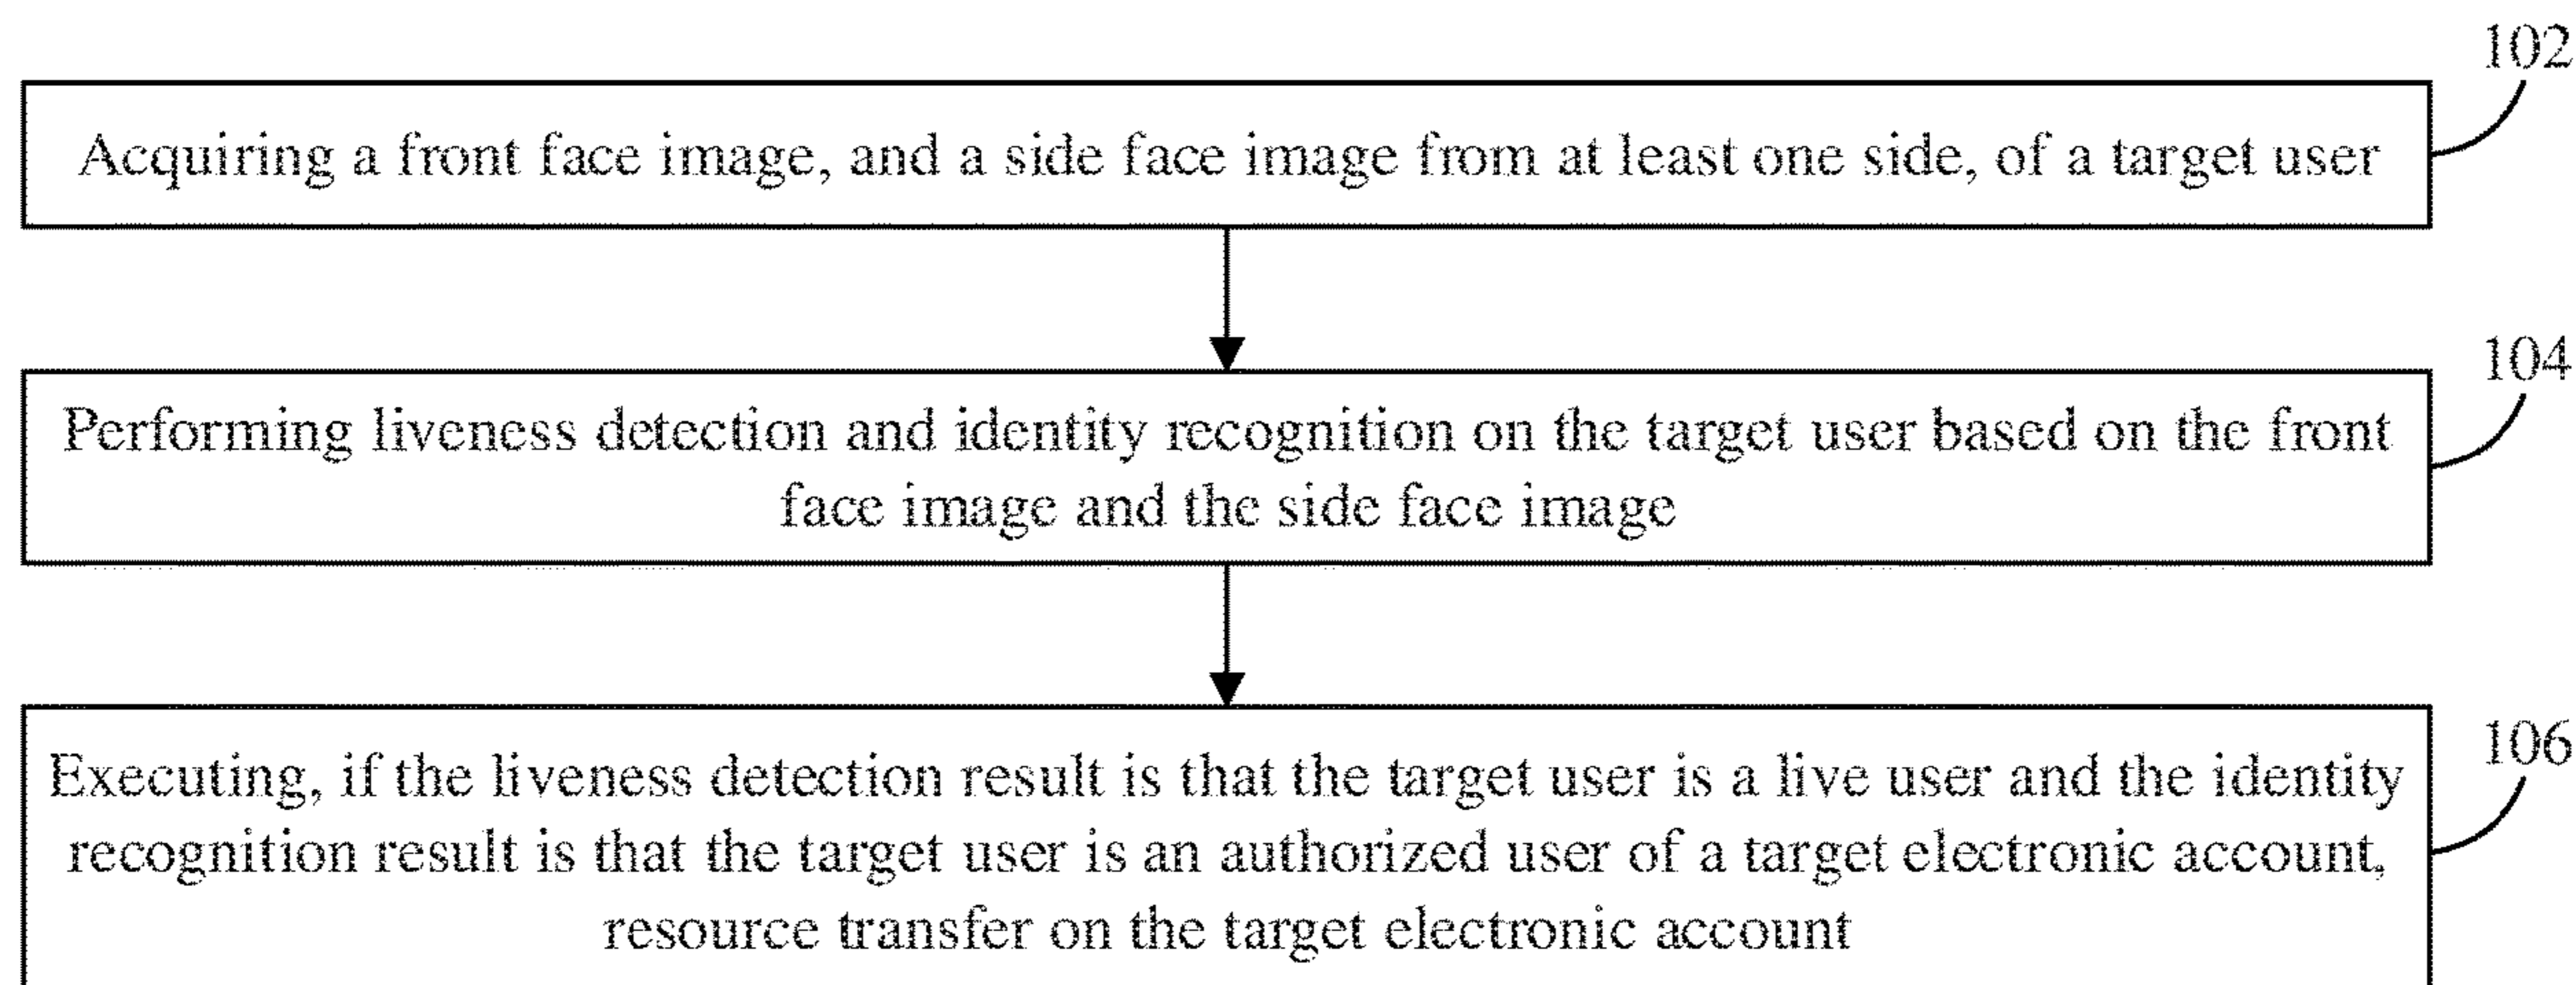 102
Acquiring a front face image, and a side face image from at least one side, of a target user
104
Performing liveness detection and identity recognition on the target user based on the front
face image and the side face image
106
Executing, if the liveness detection result is that the target user is a live user and the identity
recognition result is that the target user is an authorized user of a target electronic account,
resource transfer on the target electronic account